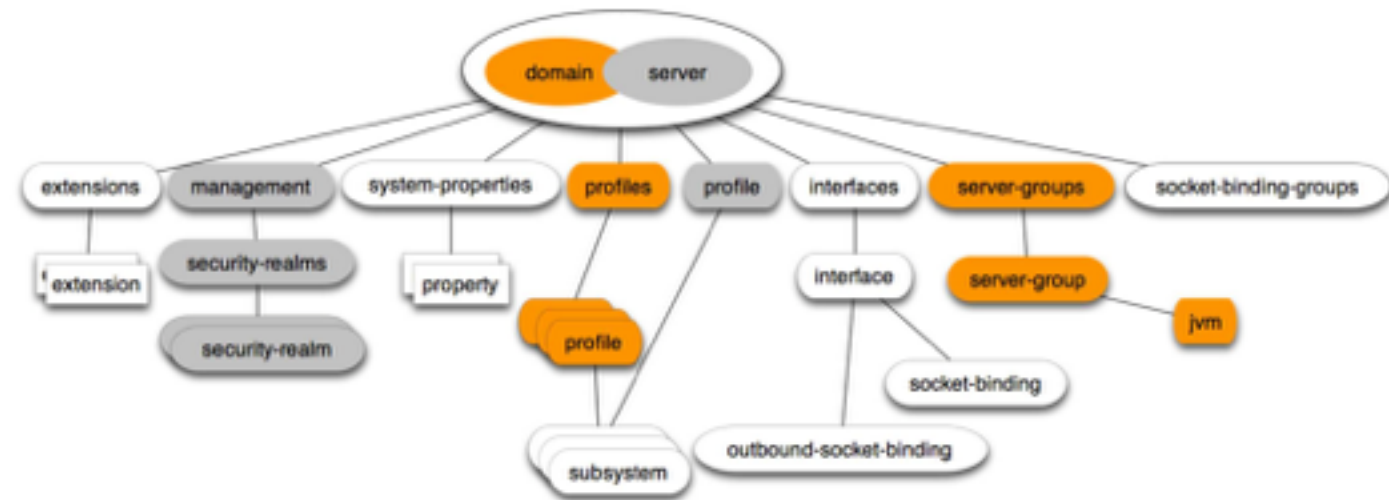 domain
server
extensions
management
system-properties
profiles
profile
interfaces
server-groups
socket-binding-groups
extension
security-realms
property
interface
server-group
security-realm
profile
jvm
socket-binding
outbound-socket-binding
subsystem